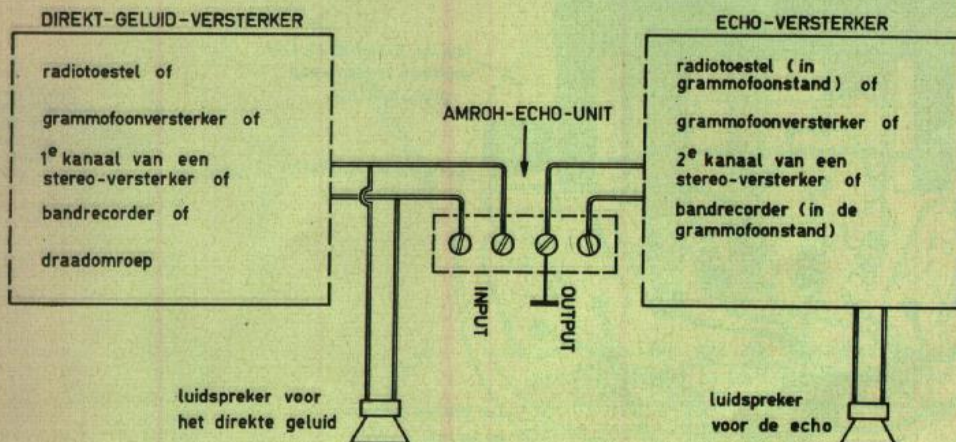 DIREKT-GELUID-VERSTERKER
radiotoestel of
grammofoonversterker of
1e kanaal van een
stereo-versterker of
bandrecorder of
draadomroep
AMROH-ECHO-UNIT
INPUT
OUTPUT
ECHO-VERSTERKER
radiotoestel (in
grammofoonstand) of
grammofoonversterker of
2e kanaal van een
stereo-versterker of
bandrecorder (in de
grammofoonstand)
luidspreker voor
het direkte geluid
luidspreker
voor de echo